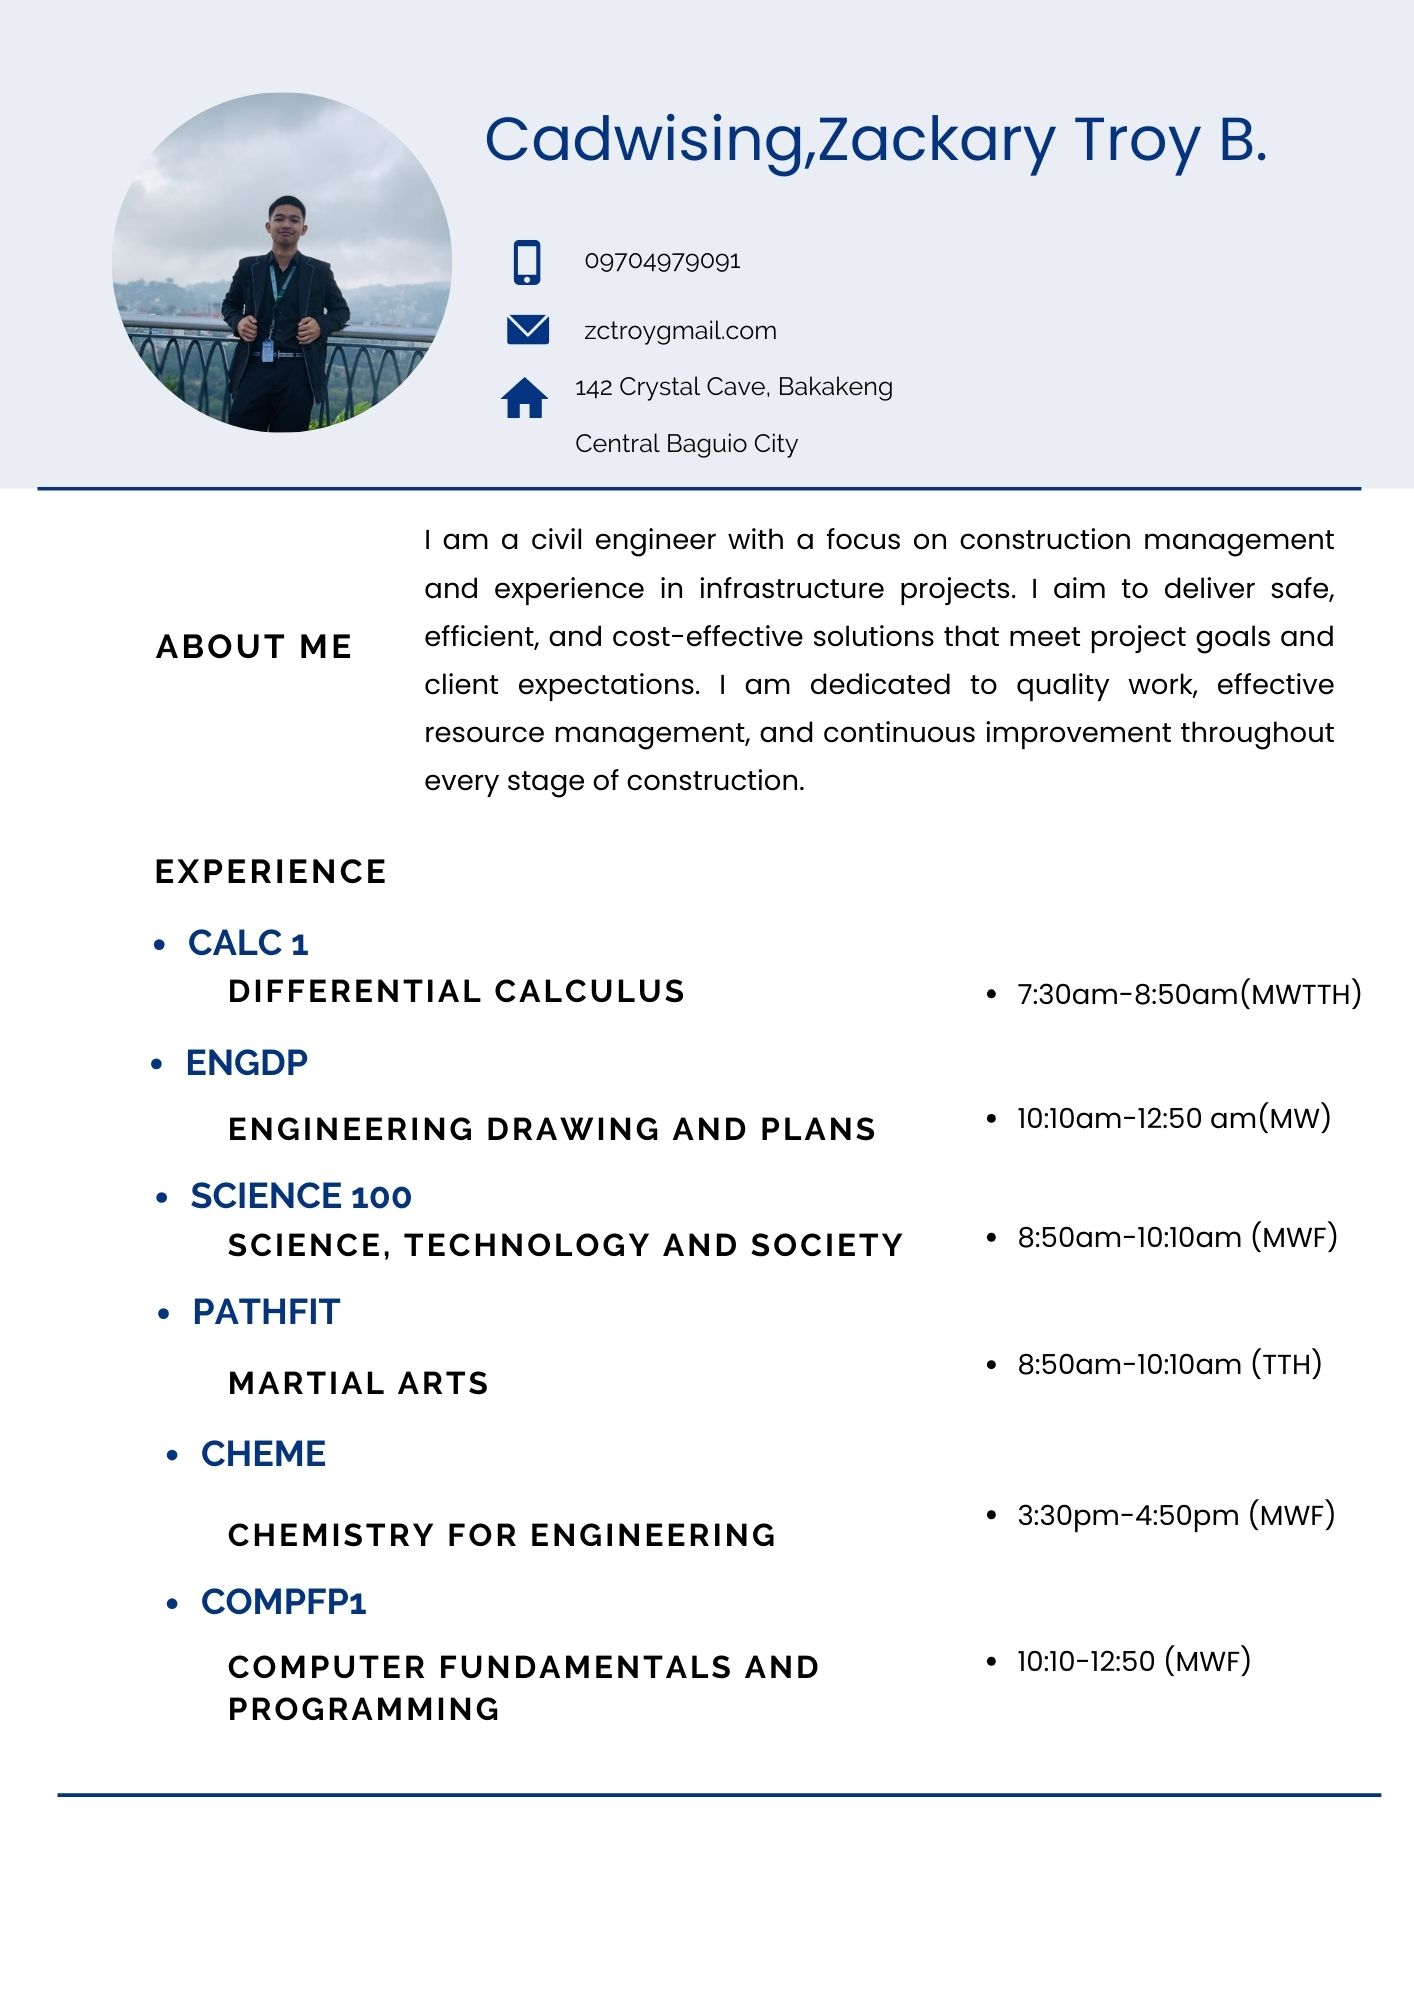 Cadwising,Zackary Troy B.
09704979091
zctroygmail.com
142 Crystal Cave, Bakakeng
Central Baguio City
ABOUT ME
I am a civil engineer with a focus on construction management
and experience in infrastructure projects. I aim to deliver safe,
efficient, and cost-effective solutions that meet project goals and
client expectations. I am dedicated to quality work, effective
resource management, and continuous improvement throughout
every stage of construction.
EXPERIENCE
• CALC 1
DIFFERENTIAL CALCULUS
• 7:30am-8:50am(MWTTH)
• ENGDP
ENGINEERING DRAWING AND PLANS
• 10:10am-12:50 am(MW)
• SCIENCE 100
SCIENCE, TECHNOLOGY AND SOCIETY
• 8:50am-10:10am (MWF)
• PATHFIT
MARTIAL ARTS
• 8:50am-10:10am (TTH)
• CHEME
CHEMISTRY FOR ENGINEERING
• 3:30pm-4:50pm (MWF)
• COMPFP1
COMPUTER FUNDAMENTALS AND
PROGRAMMING
• 10:10-12:50 (MWF)